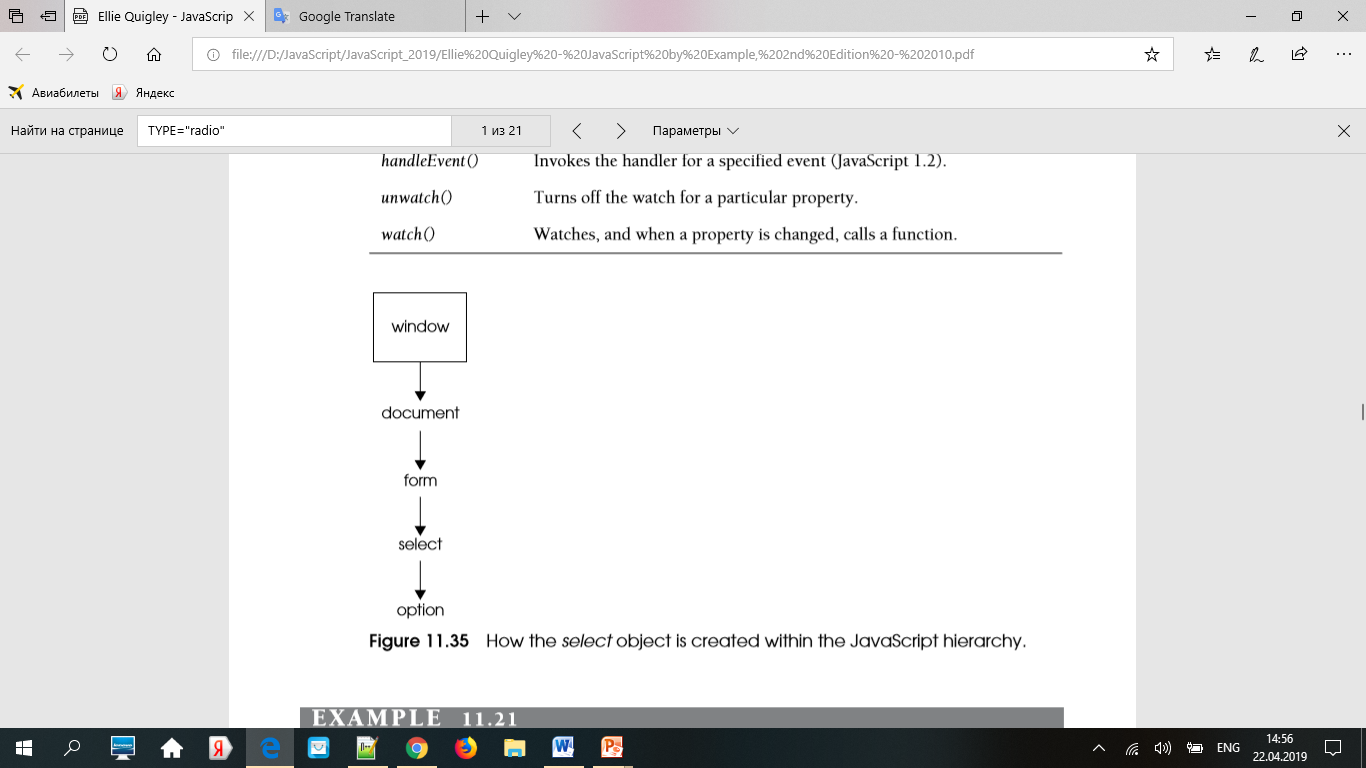 Ellie Quigley - JavaScrip
Google Translate
file:///D:/JavaScript/JavaScript_2019/Ellie%20Quigley%20-%20JavaScript%20by%20Example,%202nd%20Edition%20-%202010.pdf
Авиабилеты
Я Яндекс
Найти на странице TYPE="radio" 1 из 21 Параметры
handleEvent() Invokes the handler for a specified event (JavaScript 1.2).
unwatch() Turns off the watch for a particular property.
watch() Watches, and when a property is changed, calls a function.
window
document
form
select
option
Figure 11.35 How the select object is created within the JavaScript hierarchy.
EXAMPLE 11.21
ENG
14:56
22.04.2019